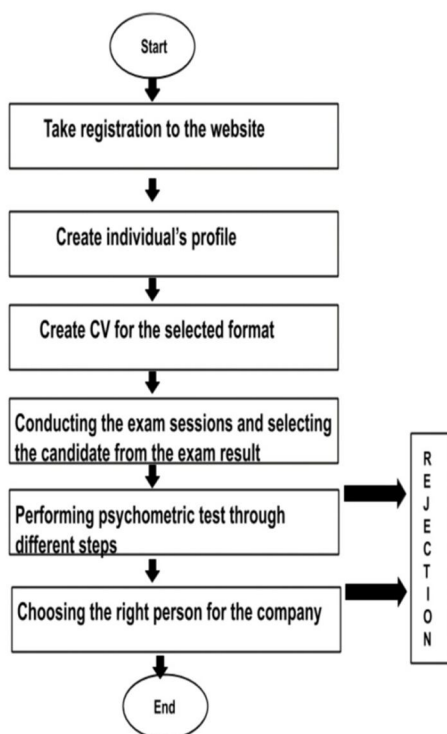 Start
Take registration to the website
Create individual's profile
Create CV for the selected format
Conducting the exam sessions and selecting
the candidate from the exam result
Performing psychometric test through
different steps
Choosing the right person for the company
End
R
E
J
E
C
T
I
O
N